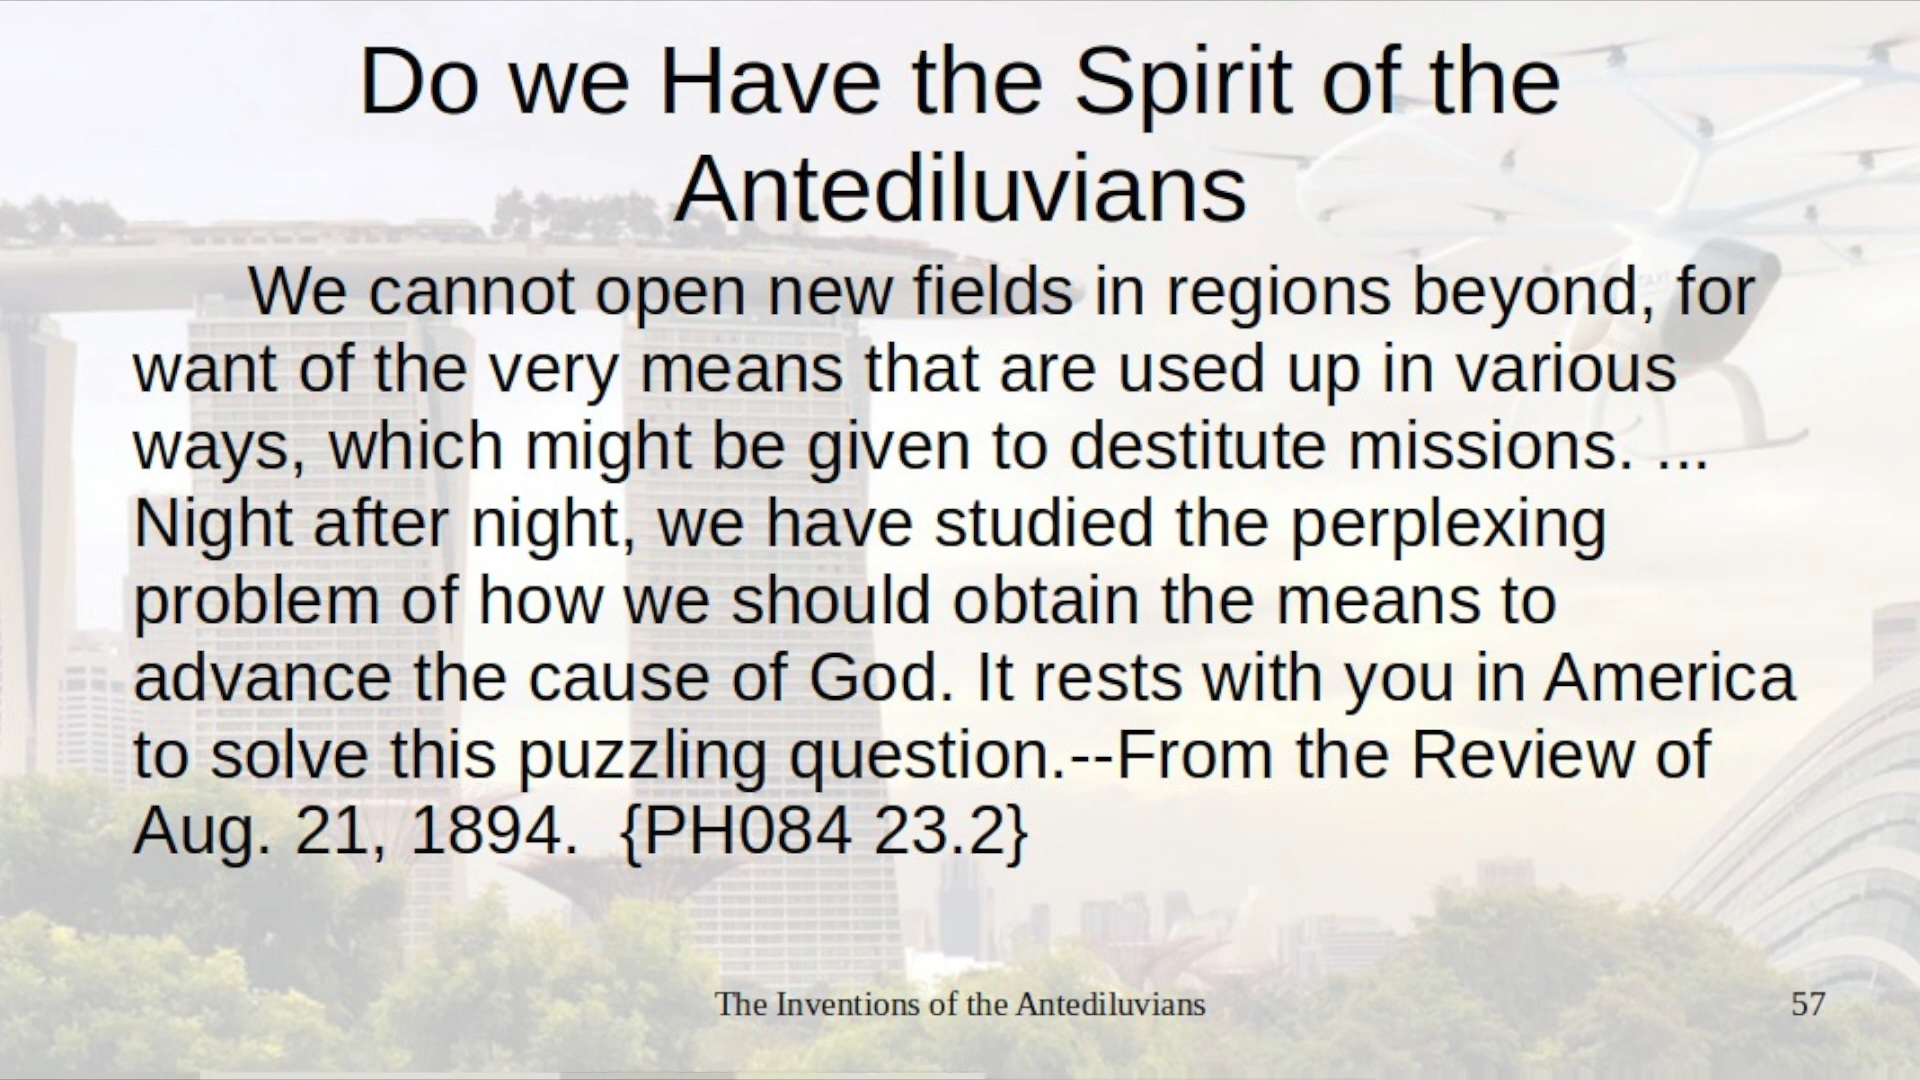 Do we Have the Spirit of the
Antediluvians
We cannot open new fields in regions beyond, for
want of the very means that are used up in various
ways, which might be given to destitute missions. ...
Night after night, we have studied the perplexing
problem of how we should obtain the means to
advance the cause of God. It rests with you in America
to solve this puzzling question.--From the Review of
Aug. 21, 1894.  {PH084 23.2}
TAXI
The Inventions of the Antediluvians
57